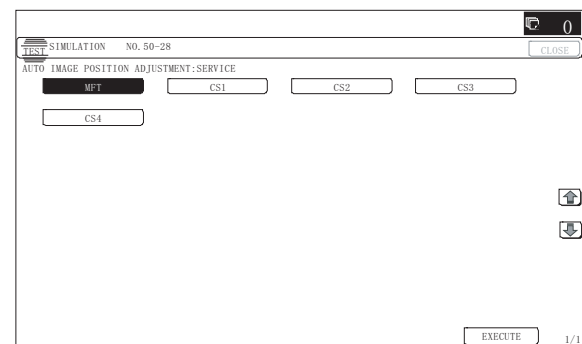 0
TEST SIMULATION NO. 50-28 CLOSE
AUTO IMAGE POSITION ADJUSTMENT:SERVICE
MFT CS1 CS2 CS3
CS4
EXECUTE 1/1